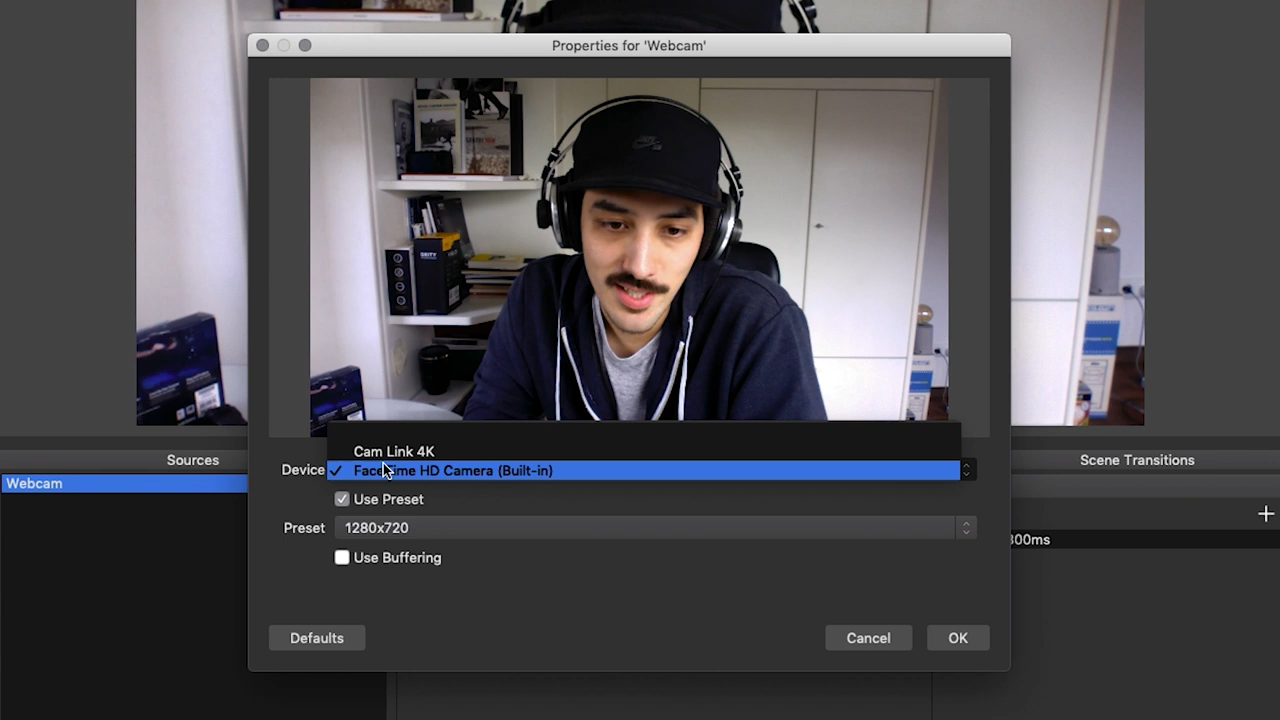 Properties for 'Webcam'
DEITY
Sources
Scene Transitions
Webcam
Cam Link 4K
Device
✓ FaceTime HD Camera (Built-in)
Use Preset
Preset
1280x720
300ms
Use Buffering
Defaults
Cancel
OK